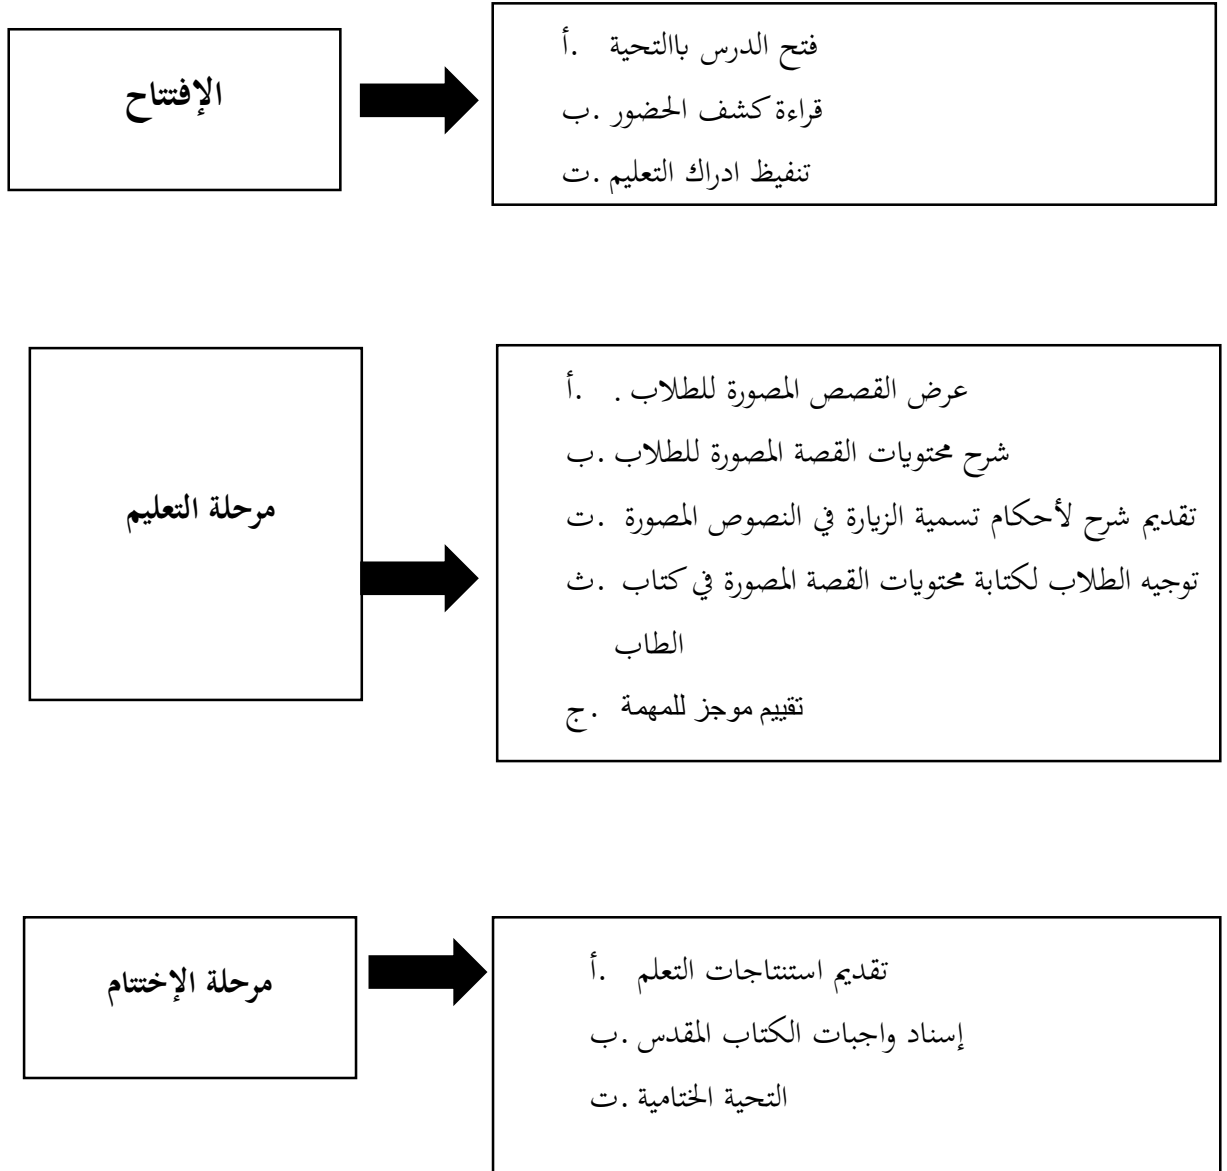 الإفتتاح
أ. فتح الدرس باالتحية
ب. قراءة كشف الحضور
ت. تنفيظ ادراك التعليم
مرحلة التعليم
أ. عرض القصص المصورة للطلاب .
ب. شرح محتويات القصة المصورة للطلاب
ت. تقديم شرح لأحكام تسمية الزيارة في النصوص المصورة
ث. توجيه الطلاب لكتابة محتويات القصة المصورة في كتاب
الطاب
ج. تقييم موجز للمهمة
مرحلة الإختتام
أ. تقديم استنتاجات التعلم
ب. إسناد واجبات الكتاب المقدس
ت. التحية الختامية